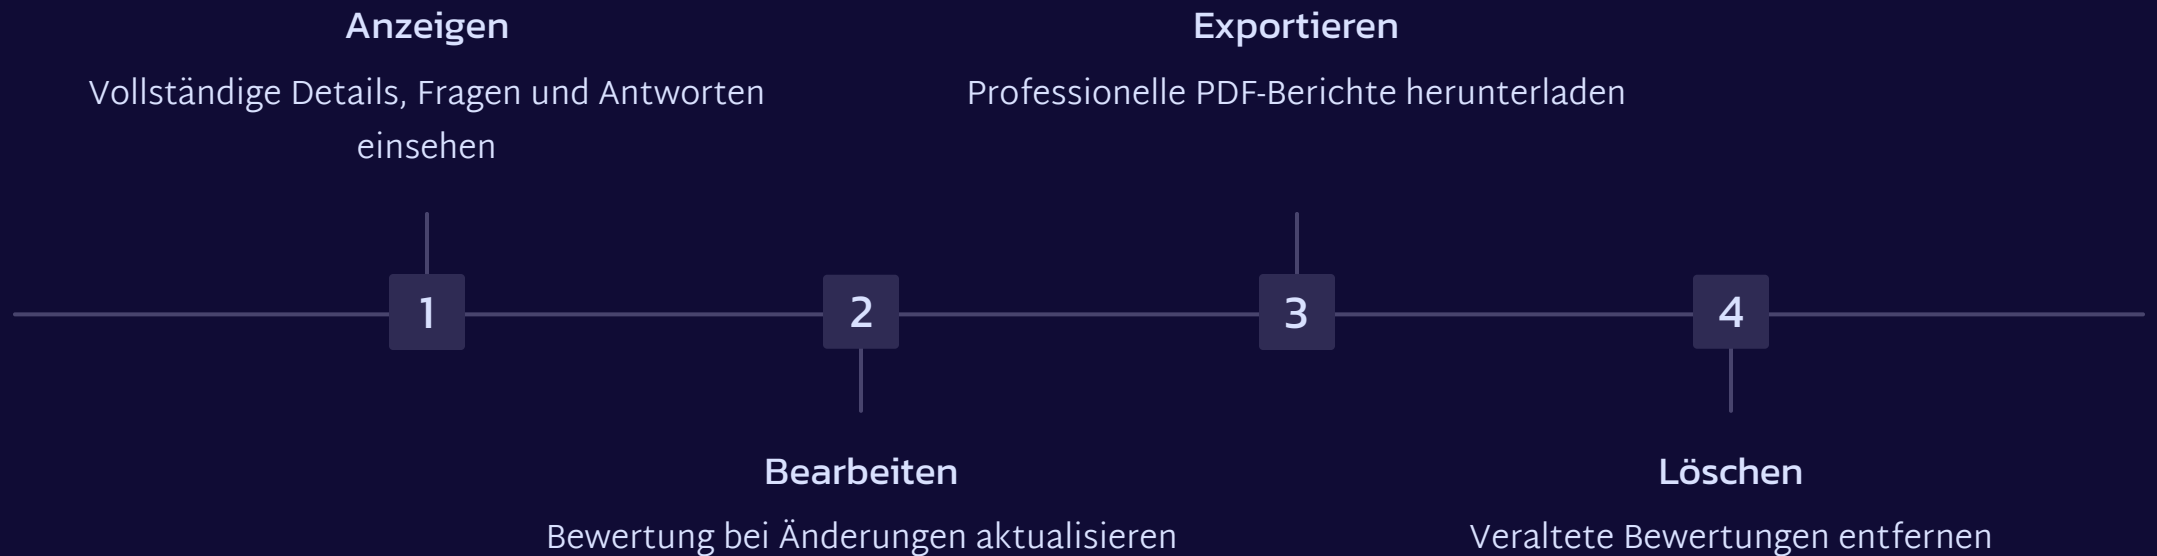 Anzeigen
Vollständige Details, Fragen und Antworten
einsehen
1
Bearbeiten
Bewertung bei Änderungen aktualisieren
2
Exportieren
Professionelle PDF-Berichte herunterladen
3
Löschen
Veraltete Bewertungen entfernen
4